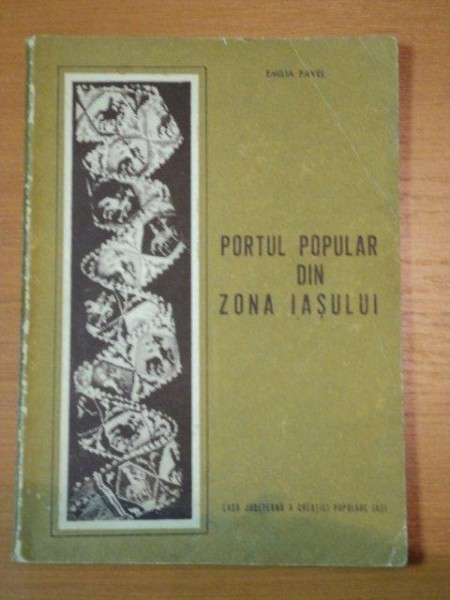 EMILIA PAVEL
PORTUL POPULAR
DIN
ZONA IAȘULUI
CASA JUDEȚEANĂ A CREAȚIEI POPULARE IAȘI